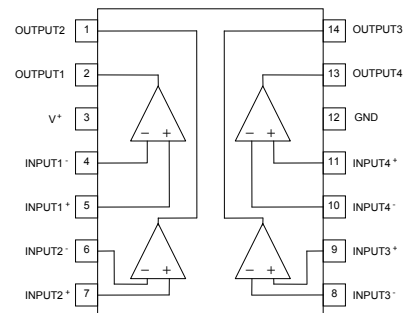 OUTPUT2 1 14 OUTPUT3
OUTPUT1 2 13 OUTPUT4
V+ 3 12 GND
− + − +
INPUT1- 4 11 INPUT4+
INPUT1+ 5 10 INPUT4-
INPUT2- 6 9 INPUT3+
− + − +
INPUT2+ 7 8 INPUT3-